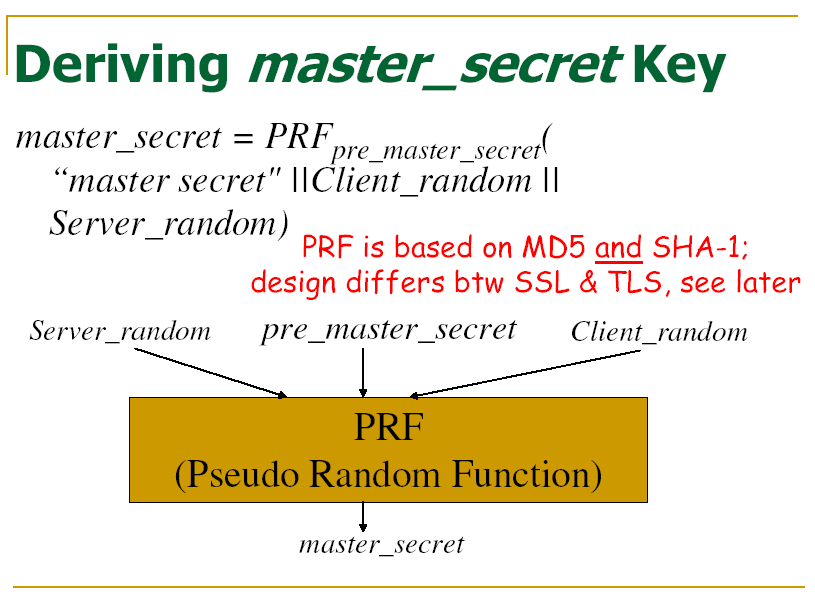 Deriving master_secret Key
master_secret = PRFpre_master_secret(
“master secret" ||Client_random ||
Server_random)
PRF is based on MD5 and SHA-1;
design differs btw SSL & TLS, see later
Server_random pre_master_secret Client_random
PRF
(Pseudo Random Function)
master_secret